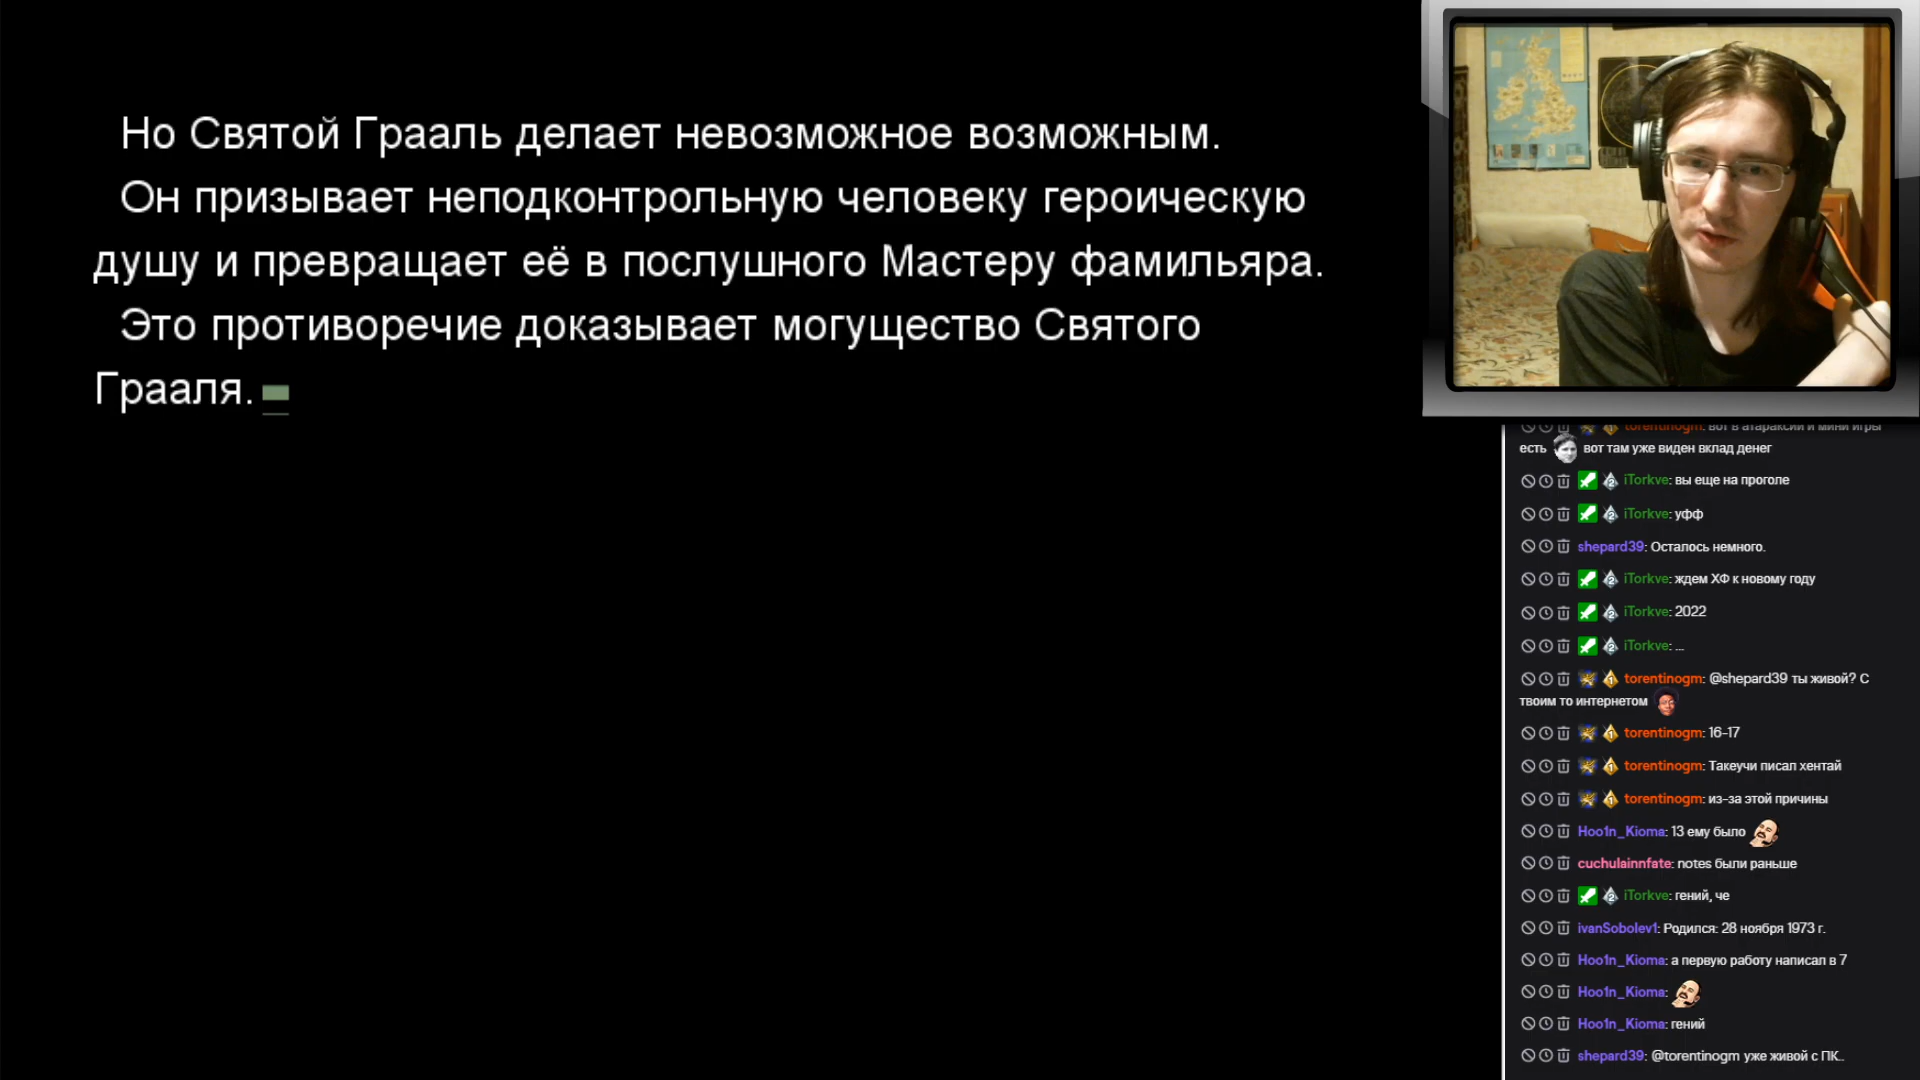 Но Святой Грааль делает невозможное возможным.
Он призывает неподконтрольную человеку героическую
душу и превращает её в послушного Мастеру фамильяра.
Это противоречие доказывает могущество Святого
Грааля.
torentinogm: вот в атараксии и мини игры
есть вот там уже виден вклад денег
iTorkve: вы еще на проголе
iTorkve: уфф
shepard39: Осталось немного.
iTorkve: ждем ХФ к новому году
iTorkve: 2022
iTorkve: ...
torentinogm: @shepard39 ты живой? С
твоим то интернетом
torentinogm: 16-17
torentinogm: Такеучи писал хентай
torentinogm: из-за этой причины
Hoo1n_Kioma: 13 ему было
cuchulainnfate: notes были раньше
iTorkve: гений, че
ivanSobolev1: Родился: 28 ноября 1973 г.
Hoo1n_Kioma: а первую работу написал в 7
Hoo1n_Kioma:
Hoo1n_Kioma: гений
shepard39: @torentinogm уже живой с ПК..